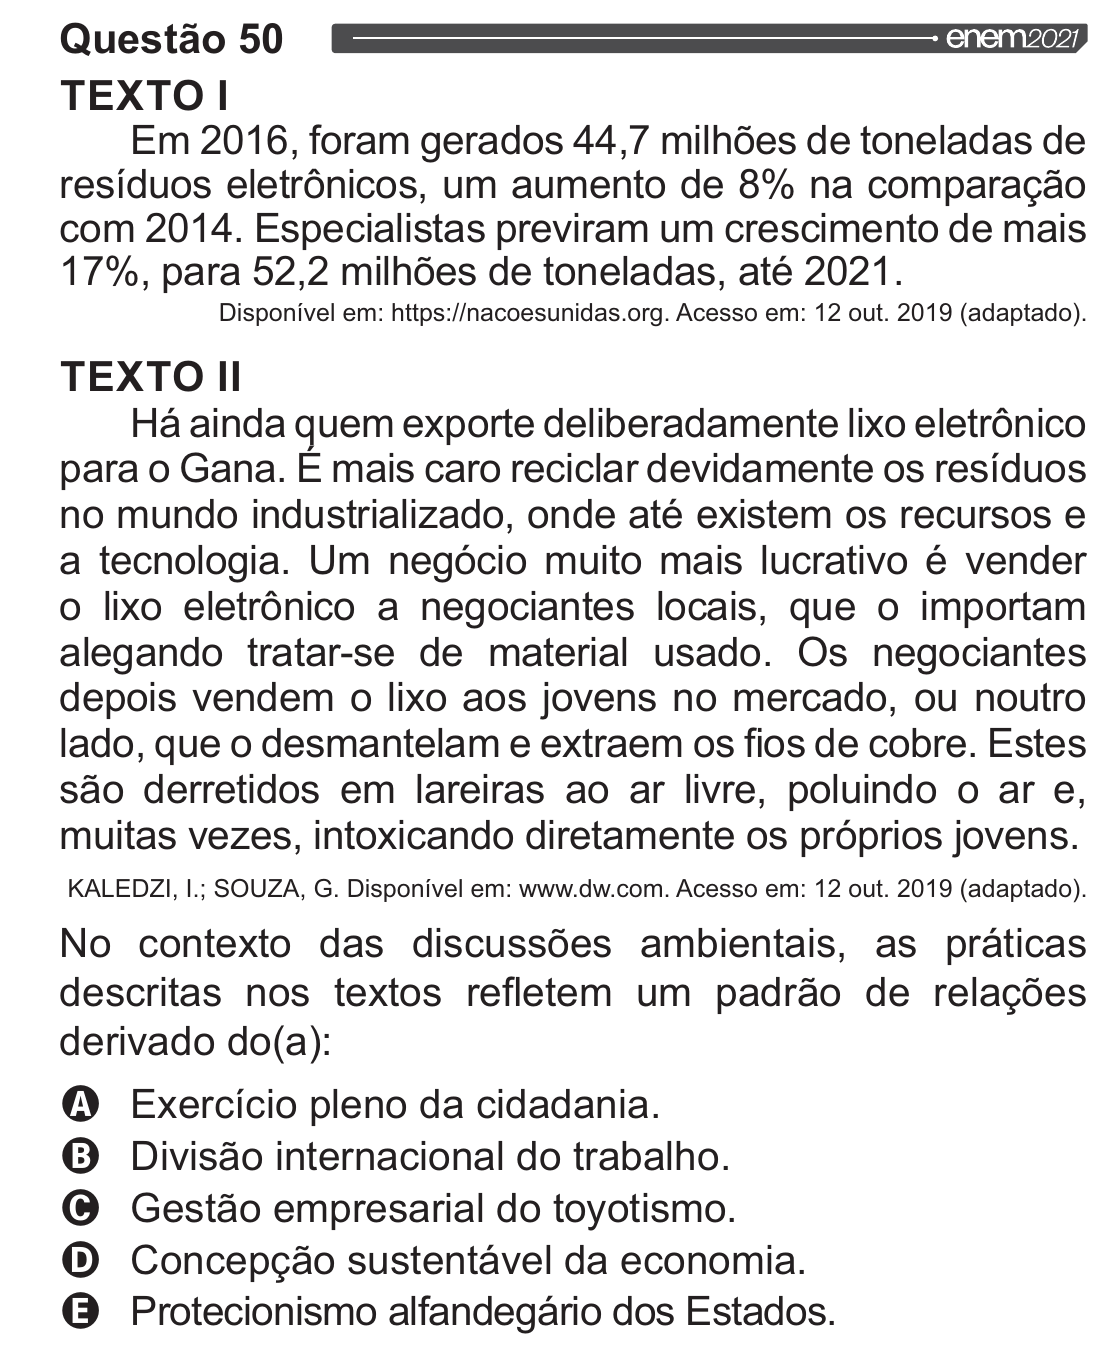 Questão 50
enem2021
TEXTO I
Em 2016, foram gerados 44,7 milhões de toneladas de
resíduos eletrônicos, um aumento de 8% na comparação
com 2014. Especialistas previram um crescimento de mais
17%, para 52,2 milhões de toneladas, até 2021.
Disponível em: https://nacoesunidas.org. Acesso em: 12 out. 2019 (adaptado).
TEXTO II
Há ainda quem exporte deliberadamente lixo eletrônico
para o Gana. É mais caro reciclar devidamente os resíduos
no mundo industrializado, onde até existem os recursos e
a tecnologia. Um negócio muito mais lucrativo é vender
o lixo eletrônico a negociantes locais, que o importam
alegando tratar-se de material usado. Os negociantes
depois vendem o lixo aos jovens no mercado, ou noutro
lado, que o desmantelam e extraem os fios de cobre. Estes
são derretidos em lareiras ao ar livre, poluindo o ar e,
muitas vezes, intoxicando diretamente os próprios jovens.
KALEDZI, I.; SOUZA, G. Disponível em: www.dw.com. Acesso em: 12 out. 2019 (adaptado).
No contexto das discussões ambientais, as práticas
descritas nos textos refletem um padrão de relações
derivado do(a):
A Exercício pleno da cidadania.
B Divisão internacional do trabalho.
C Gestão empresarial do toyotismo.
D Concepção sustentável da economia.
E Protecionismo alfandegário dos Estados.